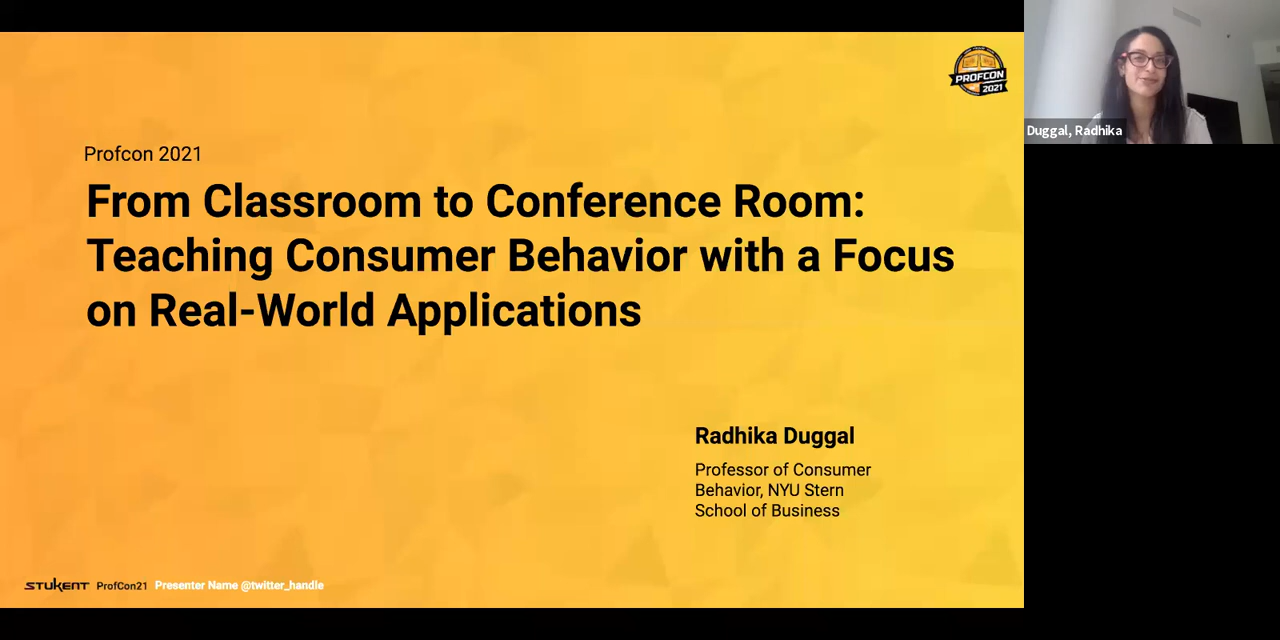 PROFCON
2021
Profcon 2021
From Classroom to Conference Room:
Teaching Consumer Behavior with a Focus
on Real-World Applications
Radhika Duggal
Professor of Consumer
Behavior, NYU Stern
School of Business
STUKENT ProfCon21 Presenter Name @twitter_handle
Duggal, Radhika